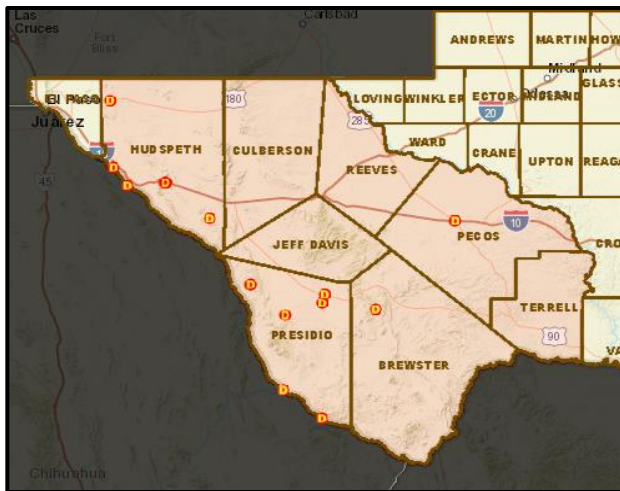 Las
Cruces
Fort
Bliss
Carlsbad
ANDREWS
MARTIN
HOW
Midland
GLASS
El Paso
Juárez
180
LOVING
WINKLER
ECTOR
20
285
WARD
CRANE
UPTON
REAGA
HUDSPETH
CULBERSON
REEVES
45
10
PECOS
CRO
JEFF DAVIS
TERRELL
90
VA
PRESIDIO
BREWSTER
Chihuahua
D
D
D
D
D
D
D
D
D
D
D
D
D